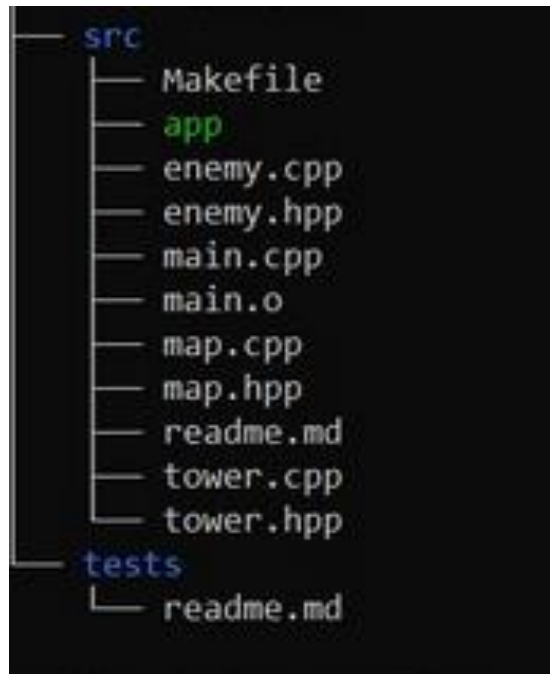 src
Makefile
app
enemy.cpp
enemy.hpp
main.cpp
main.o
map.cpp
map.hpp
readme.md
tower.cpp
tower.hpp
tests
readme.md